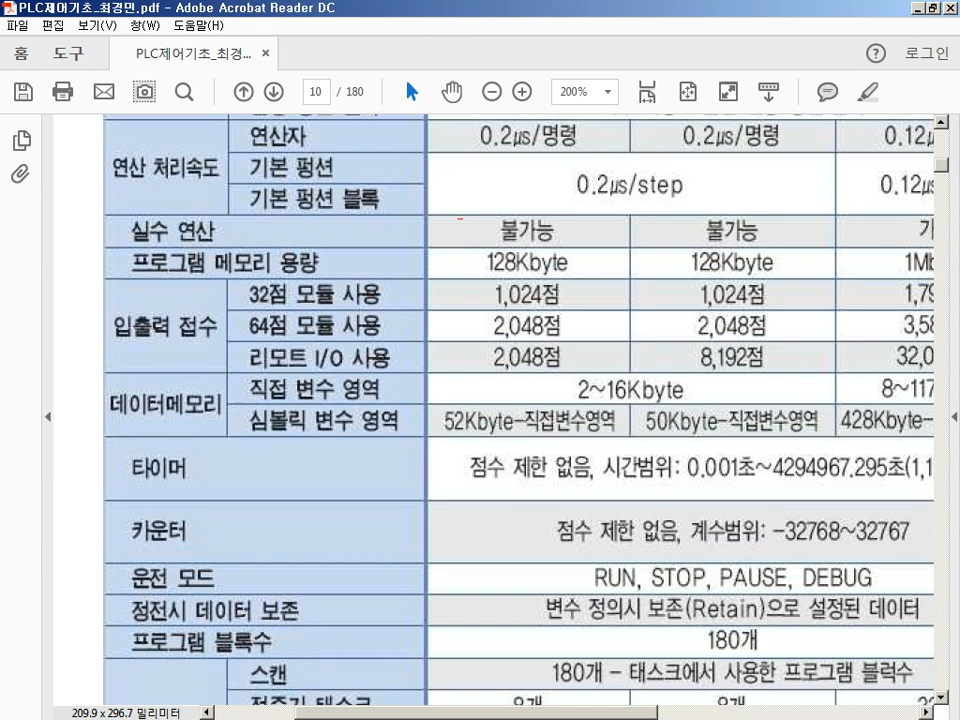 PLC제어기초_최경민.pdf - Adobe Acrobat Reader DC
파일 편집 보기(V) 창(W) 도움말(H)
홈 도구 PLC제어기초_최경... × 로그인
10 / 180 200%
연산 처리속도
연산자 0.2㎲/명령 0.2㎲/명령 0.12
기본 펑션
기본 펑션 블록
0.2㎲/step 0.12
실수 연산 불가능 불가능
프로그램 메모리 용량 128Kbyte 128Kbyte
입출력 접수
32점 모듈 사용 1,024점 1,024점
64점 모듈 사용 2,048점 2,048점
리모트 I/O 사용 2,048점 8,192점 32,0
데이터메모리
직접 변수 영역 2~16Kbyte 8~117
심볼릭 변수 영역 52Kbyte-직접변수영역 50Kbyte-직접변수영역 428Kbyte-
타이머 점수 제한 없음, 시간범위: 0.001초~4294967.295초(1,1
카운터 점수 제한 없음, 계수범위: -32768~32767
운전 모드 RUN, STOP, PAUSE, DEBUG
정전시 데이터 보존 변수 정의시 보존(Retain)으로 설정된 데이터
프로그램 블록수 180개
스캔 180개 - 태스크에서 사용한 프로그램 블럭수
209.9 x 296.7 밀리미터